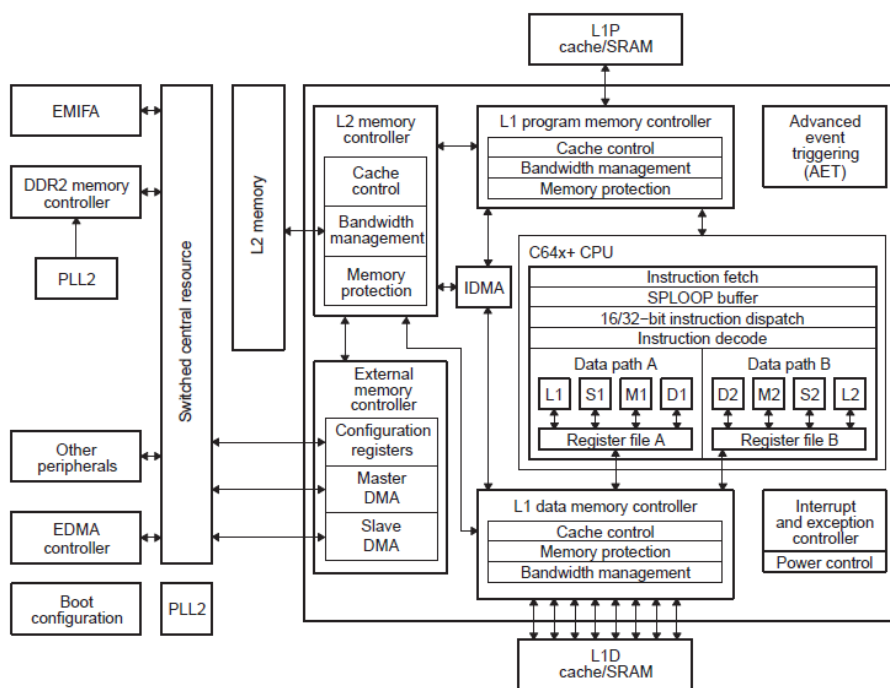 L1P
cache/SRAM
EMIFA
DDR2 memory
controller
PLL2
Other
peripherals
EDMA
controller
Boot
configuration
Switched central resource
PLL2
L2 memory
L2 memory
controller
Cache
control
Bandwidth
management
Memory
protection
External
memory
controller
Configuration
registers
Master
DMA
Slave
DMA
IDMA
L1 program memory controller
Cache control
Bandwidth management
Memory protection
Advanced
event
triggering
(AET)
C64x+ CPU
Instruction fetch
SPLOOP buffer
16/32−bit instruction dispatch
Instruction decode
Data path A
L1 S1 M1 D1
Register file A
Data path B
D2 M2 S2 L2
Register file B
L1 data memory controller
Cache control
Memory protection
Bandwidth management
Interrupt
and exception
controller
Power control
L1D
cache/SRAM